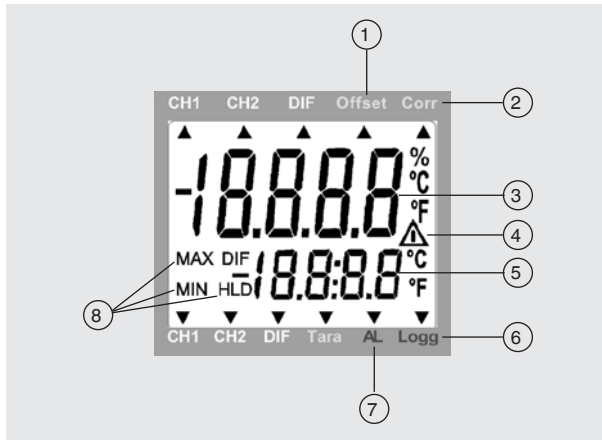 1
CH1 CH2 DIF Offset Corr
2
-18.8.8.8 % °C °F
3
4
MAX DIF -18.8:8.8 °C
5
MIN HLD °F
8
CH1 CH2 DIF Tara AL Logg
6
7